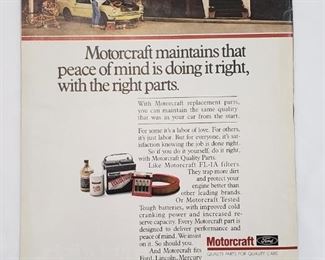 Motorcraft maintains that
peace of mind is doing it right,
with the right parts.
With Motorcraft replacement parts,
you can maintain the same quality
that was in your car from the start.
For some it's a labor of love. For others,
it's just labor. But for everyone, it's
satisfaction knowing the job is done right.
So if you do it yourself, do it right,
with Motorcraft Quality Parts.
Like Motorcraft FL-1A filters.
They trap more dirt
and protect your
engine better than
other leading brands.
Or Motorcraft Tested
Tough batteries, with improved cold
cranking power and increased re-
serve capacity. Every Motorcraft part is
designed to deliver performance and
peace of mind. We insist
on it. So should you.
And Motorcraft fits
Ford, Lincoln, Mercury
Motorcraft Ford
QUALITY PARTS FOR QUALITY CARE